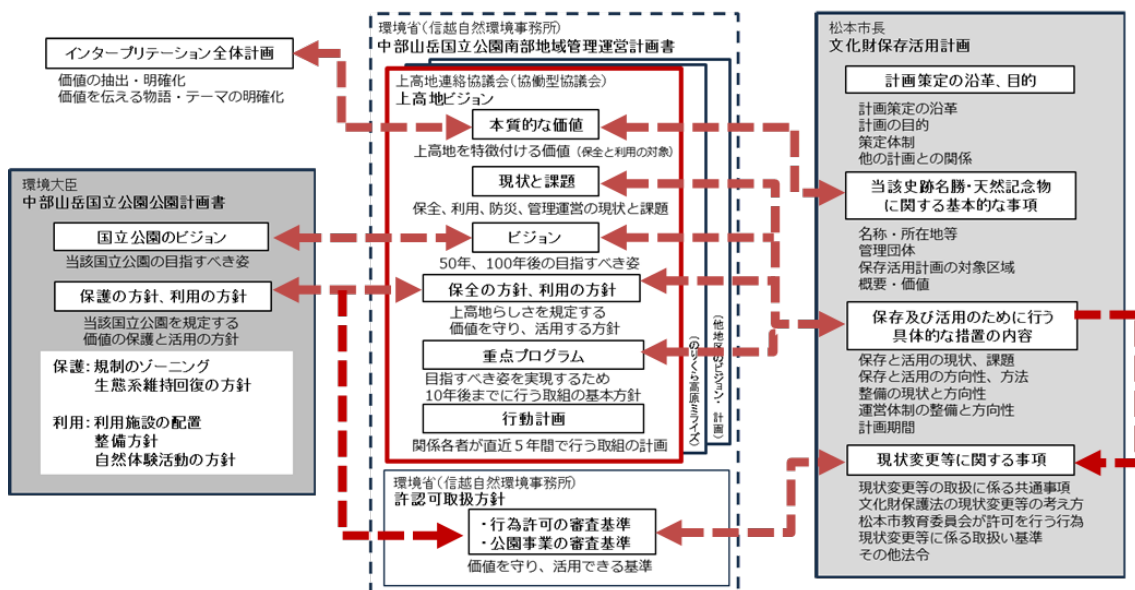 インタープリテーション全体計画
価値の抽出・明確化
価値を伝える物語・テーマの明確化
環境大臣
中部山岳国立公園公園計画書
国立公園のビジョン
当該国立公園の目指すべき姿
保護の方針、利用の方針
当該国立公園を規定する
価値の保護と活用の方針
保護：規制のゾーニング
生態系維持回復の方針
利用：利用施設の配置
整備方針
自然体験活動の方針
環境省（信越自然環境事務所）
中部山岳国立公園南部地域管理運営計画書
上高地連絡協議会（協働型協議会）
上高地ビジョン
本質的な価値
上高地を特徴付ける価値（保全と利用の対象）
現状と課題
保全、利用、防災、管理運営の現状と課題
ビジョン
50年、100年後の目指すべき姿
保全の方針、利用の方針
上高地らしさを規定する
価値を守り、活用する方針
重点プログラム
目指すべき姿を実現するため
10年後までに行う取組の基本方針
行動計画
関係各者が直近５年間で行う取組の計画
（のりくら高原ミライズ）
（他地区のビジョン・計画）
環境省（信越自然環境事務所）
許認可取扱方針
・行為許可の審査基準
・公園事業の審査基準
価値を守り、活用できる基準
松本市長
文化財保存活用計画
計画策定の沿革、目的
計画策定の沿革
計画の目的
策定体制
他の計画との関係
当該史跡名勝・天然記念物
に関する基本的な事項
名称・所在地等
管理団体
保存活用計画の対象区域
概要・価値
保存及び活用のために行う
具体的な措置の内容
保存と活用の現状、課題
保存と活用の方向性、方法
整備の現状と方向性
運営体制の整備と方向性
計画期間
現状変更等に関する事項
現状変更等の取扱に係る共通事項
文化財保護法の現状変更等の考え方
松本市教育委員会が許可を行う行為
現状変更等に係る取扱い基準
その他法令